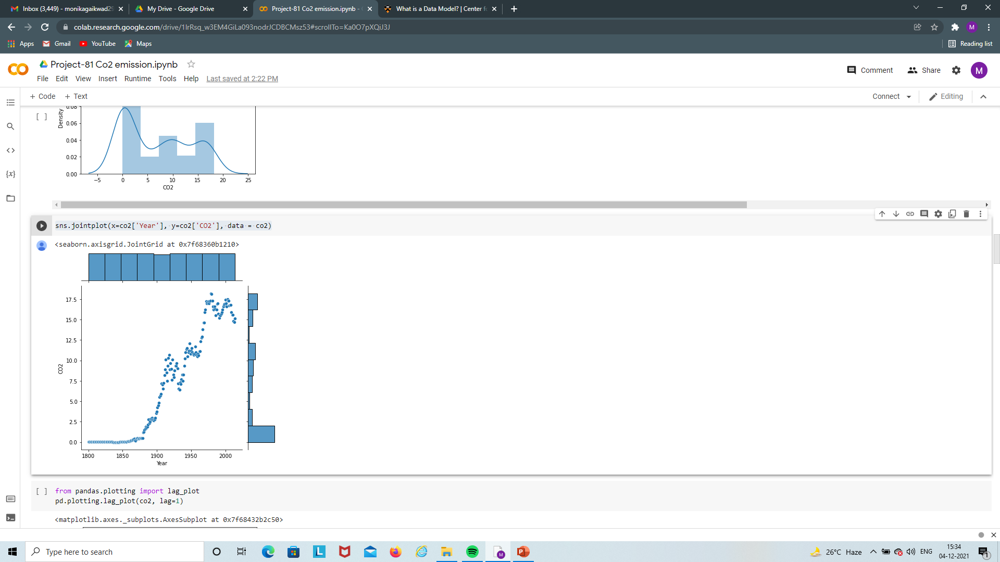 Inbox (3,449) - monikagaikwad29
My Drive - Google Drive
Project-81 Co2 emission.ipynb -
What is a Data Model? | Center f
colab.research.google.com/drive/1IrRsq_w3EM4GiLa093nodrJCDBCMsz53#scrollTo=Ka0O7pXQiJ3J
M
Apps
Gmail
YouTube
Maps
Reading list
Project-81 Co2 emission.ipynb
Comment
Share
M
File Edit View Insert Runtime Tools Help Last saved at 2:22 PM
+ Code + Text
Connect
Editing
[ ]
Density
0.08
0.06
0.04
0.02
0.00
−5 0 5 10 15 20 25
CO2
{x}
sns.jointplot(x=co2['Year'], y=co2['CO2'], data = co2)
<seaborn.axisgrid.JointGrid at 0x7f68360b1210>
17.5
15.0
12.5
10.0
7.5
5.0
2.5
0.0
CO2
1800 1850 1900 1950 2000
Year
[ ] from pandas.plotting import lag_plot
pd.plotting.lag_plot(co2, lag=1)
<matplotlib.axes._subplots.AxesSubplot at 0x7f68432b2c50>
Type here to search
L
M
P
26°C Haze
ENG
15:34
04-12-2021
1